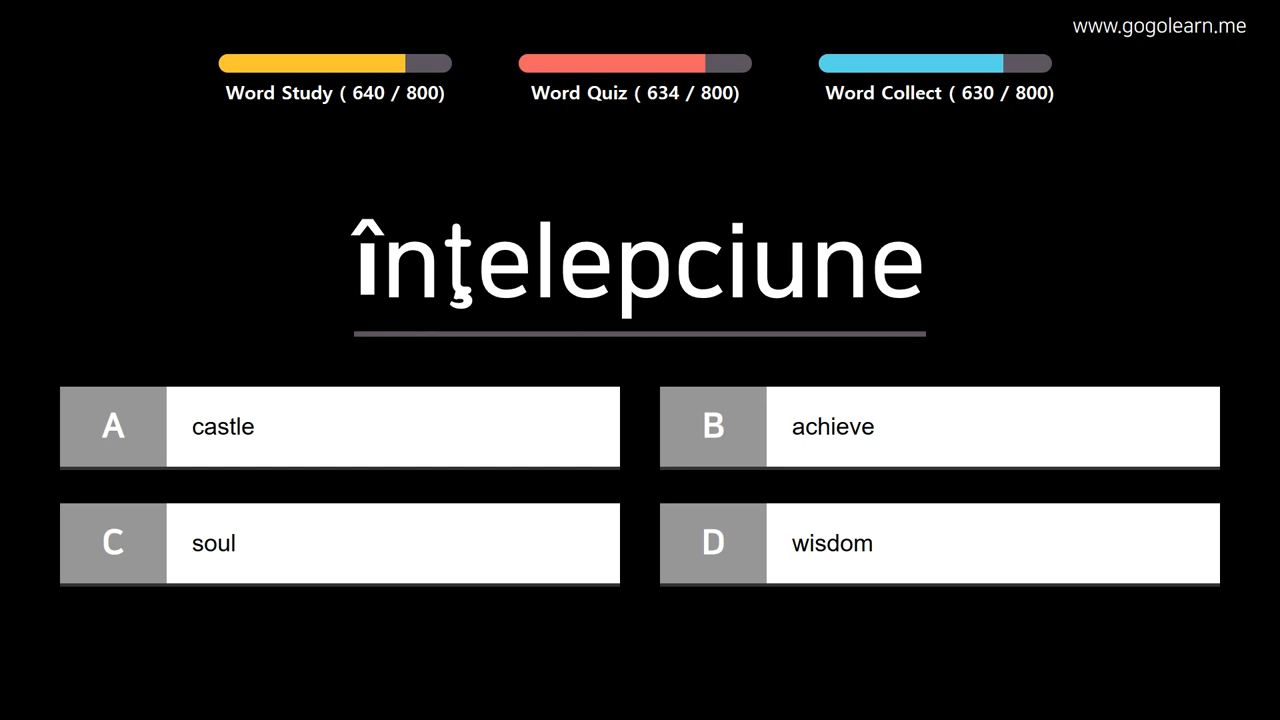 www.gogolearn.me
Word Study ( 640 / 800)
Word Quiz ( 634 / 800)
Word Collect ( 630 / 800)
înţelepciune
A castle
B achieve
C soul
D wisdom